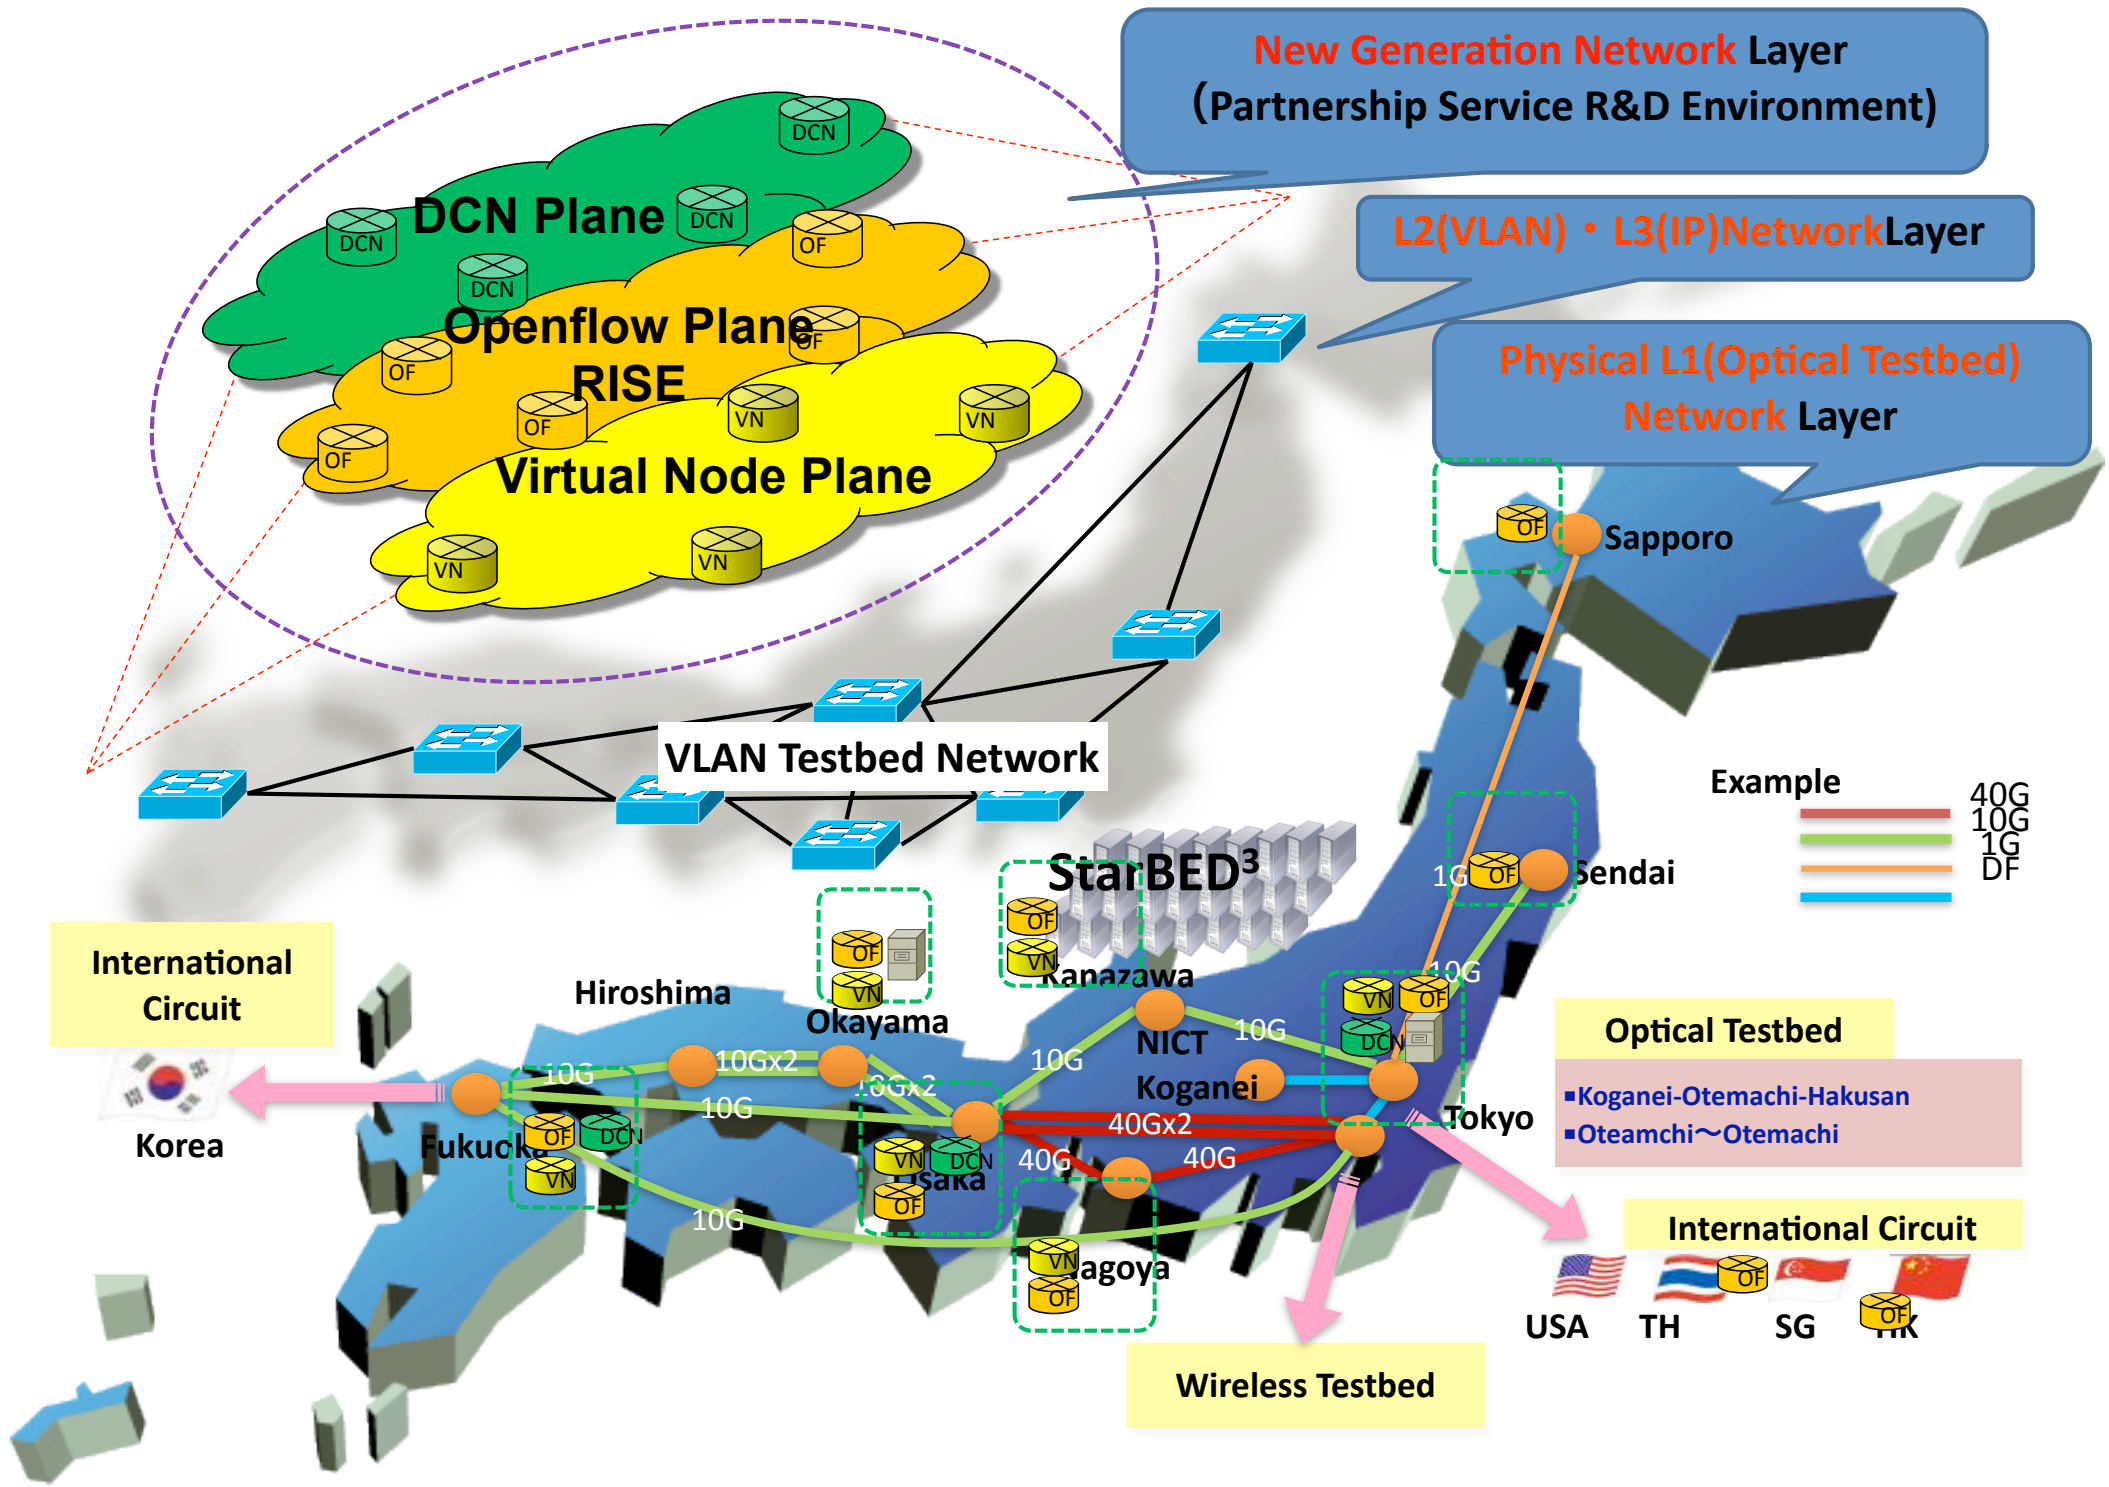 New Generation Network Layer
(Partnership Service R&D Environment)
L2(VLAN)・L3(IP)NetworkLayer
Physical L1(Optical Testbed)
Network Layer
DCN
DCN Plane
DCN
DCN
DCN
OF
Openflow Plane
RISE
OF
OF
OF
OF
VN
VN
Virtual Node Plane
VN
VN
OF
Sapporo
VLAN Testbed Network
Example
40G
10G
1G
DF
StarBED3
1G
OF
Sendai
OF
VN
Kanazawa
OF
VN
Okayama
Hiroshima
International
Circuit
Korea
10G
VN
OF
DCN
NICT
Koganei
10G
10G
10G
10Gx2
10Gx2
10G
40Gx2
40G
40G
10G
Tokyo
Fukuoka
OF
DCN
VN
VN
DCN
Osaka
OF
VN
Nagoya
OF
Optical Testbed
▪Koganei-Otemachi-Hakusan
▪Oteamchi〜Otemachi
International Circuit
OF
OF
USA
TH
SG
HK
Wireless Testbed